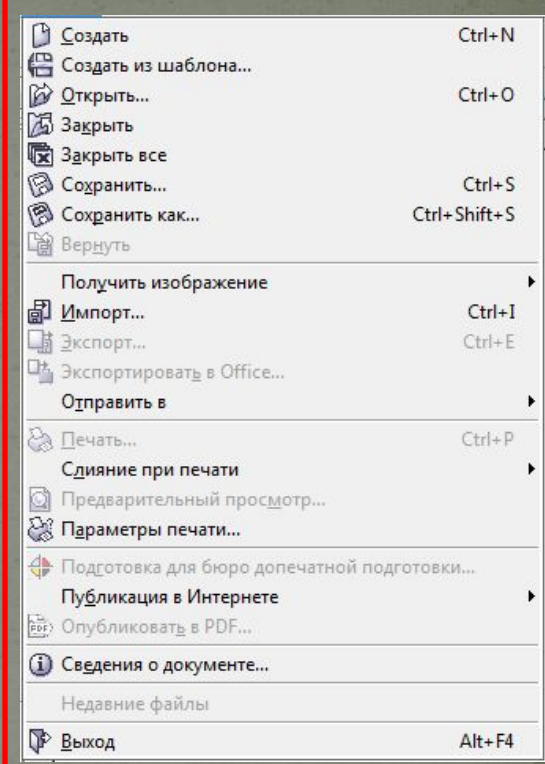 Создать Ctrl+N
Создать из шаблона...
Открыть... Ctrl+O
Закрыть
Закрыть все
Сохранить... Ctrl+S
Сохранить как... Ctrl+Shift+S
Вернуть
Получить изображение
Импорт... Ctrl+I
Экспорт... Ctrl+E
Экспортировать в Office...
Отправить в
Печать... Ctrl+P
Слияние при печати
Предварительный просмотр...
Параметры печати...
Подготовка для бюро допечатной подготовки...
Публикация в Интернете
Опубликовать в PDF...
Сведения о документе...
Недавние файлы
Выход Alt+F4